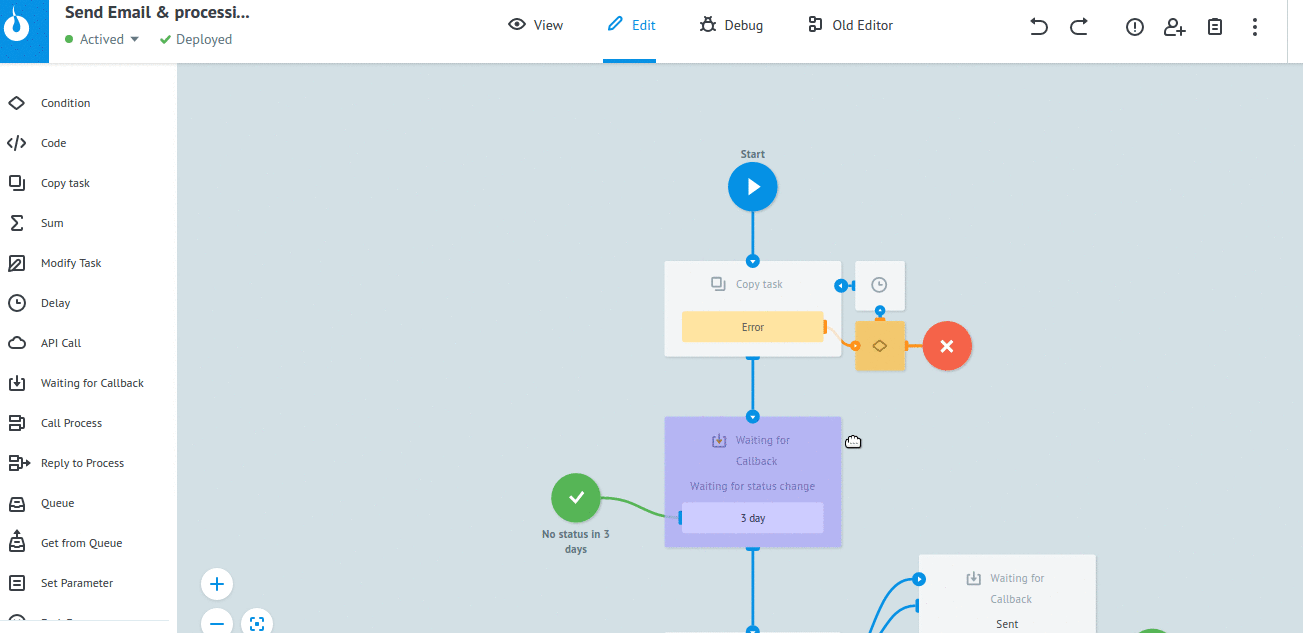 Send Email & processi...
Actived
Deployed
View
Edit
Debug
Old Editor
Condition
Code
Copy task
Sum
Modify Task
Delay
API Call
Waiting for Callback
Call Process
Reply to Process
Queue
Get from Queue
Set Parameter
Start
Copy task
Error
Waiting for
Callback
Waiting for status change
3 day
No status in 3
days
Waiting for
Callback
Sent